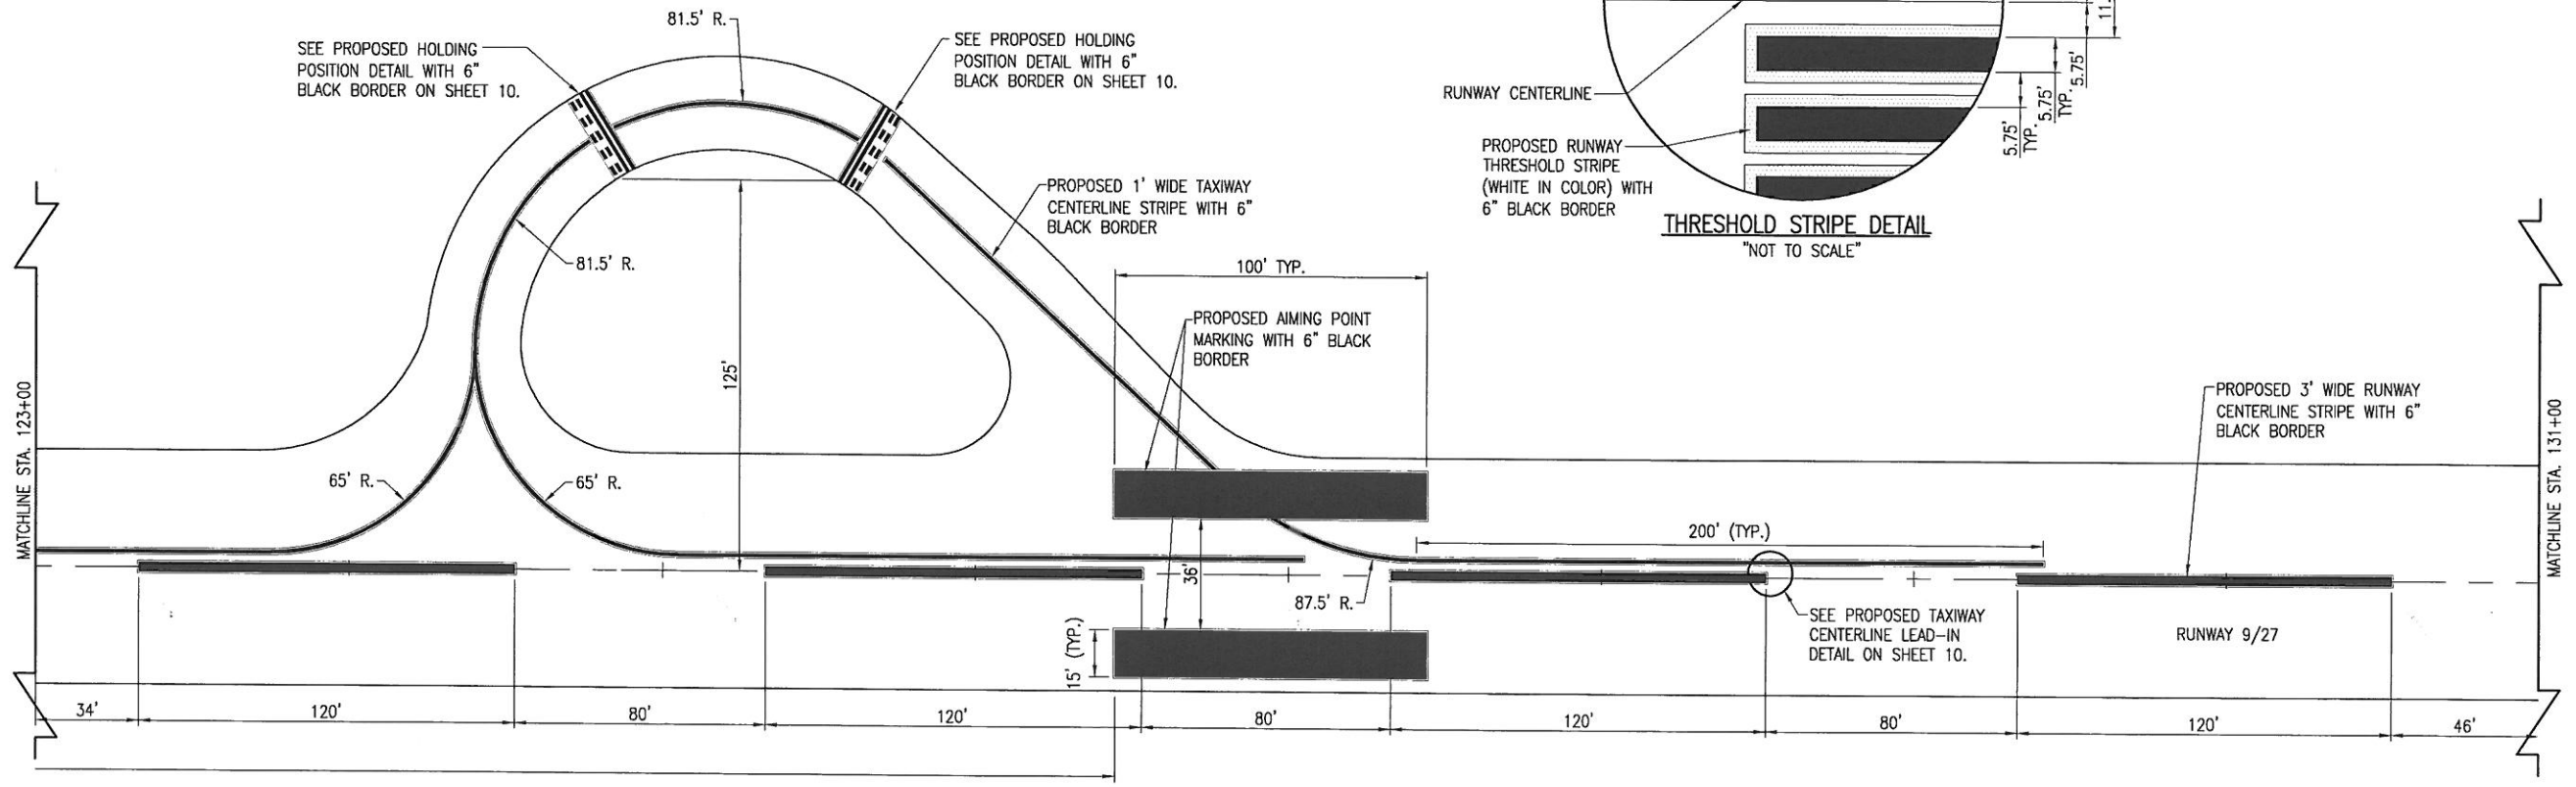 81.5' R.
SEE PROPOSED HOLDING
POSITION DETAIL WITH 6"
BLACK BORDER ON SHEET 10.
SEE PROPOSED HOLDING
POSITION DETAIL WITH 6"
BLACK BORDER ON SHEET 10.
RUNWAY CENTERLINE
PROPOSED RUNWAY
THRESHOLD STRIPE
(WHITE IN COLOR) WITH
6" BLACK BORDER
5.75'
TYP.
5.75'
TYP.
5.75'
THRESHOLD STRIPE DETAIL
"NOT TO SCALE"
PROPOSED 1' WIDE TAXIWAY
CENTERLINE STRIPE WITH 6"
BLACK BORDER
81.5' R.
100' TYP.
PROPOSED AIMING POINT
MARKING WITH 6" BLACK
BORDER
125'
PROPOSED 3' WIDE RUNWAY
CENTERLINE STRIPE WITH 6"
BLACK BORDER
MATCHLINE STA. 123+00
MATCHLINE STA. 131+00
65' R.
65' R.
200' (TYP.)
36'
87.5' R.
SEE PROPOSED TAXIWAY
CENTERLINE LEAD-IN
DETAIL ON SHEET 10.
RUNWAY 9/27
15' (TYP.)
34'
120'
80'
120'
80'
120'
80'
120'
46'